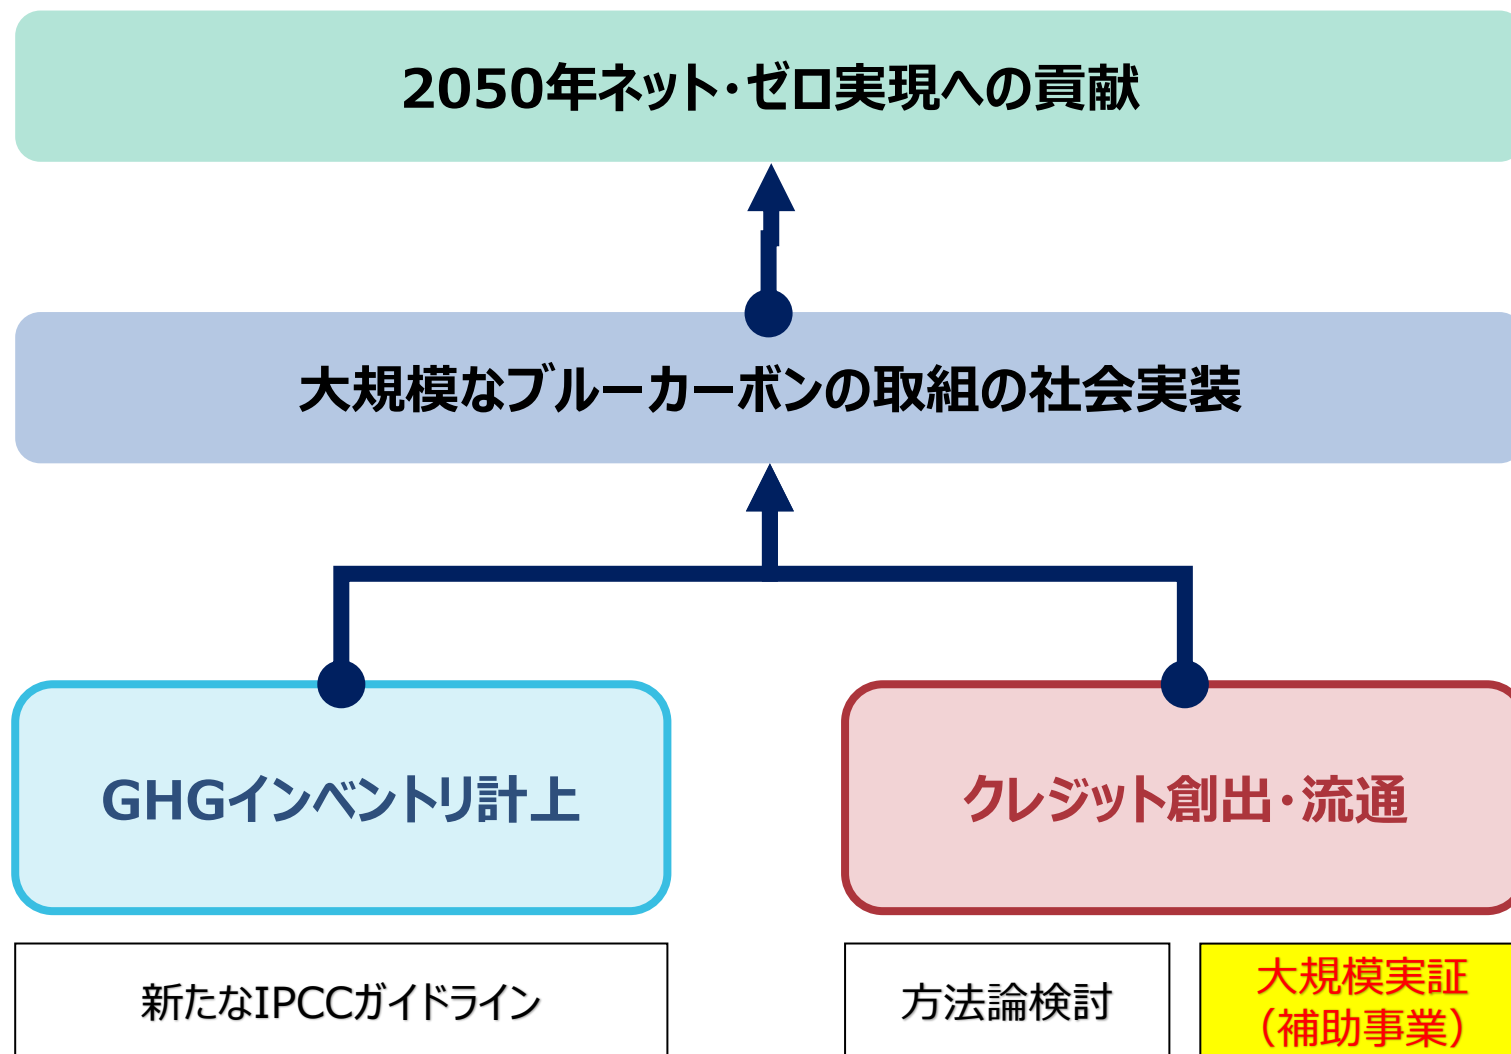 2050年ネット・ゼロ実現への貢献
大規模なブルーカーボンの取組の社会実装
GHGインベントリ計上
クレジット創出・流通
新たなIPCCガイドライン
方法論検討
大規模実証
（補助事業）